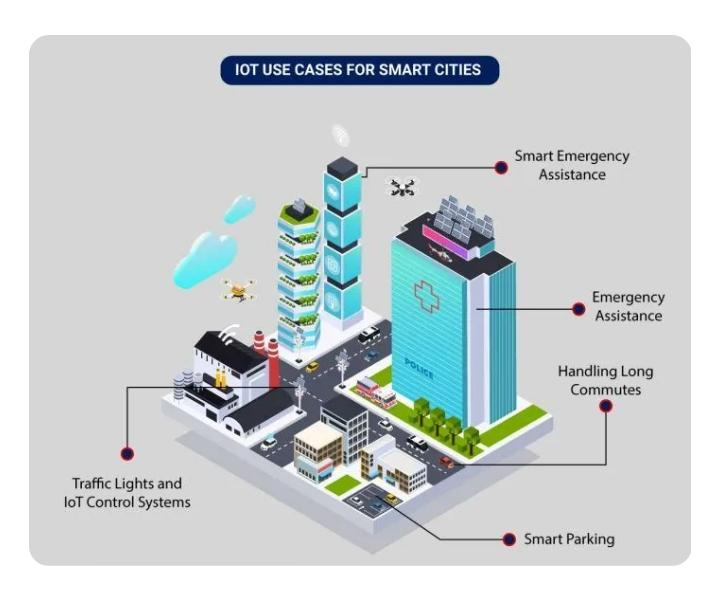 IOT USE CASES FOR SMART CITIES
Smart Emergency
Assistance
Emergency
Assistance
POLICE
Handling Long
Commutes
Traffic Lights and
IoT Control Systems
Smart Parking